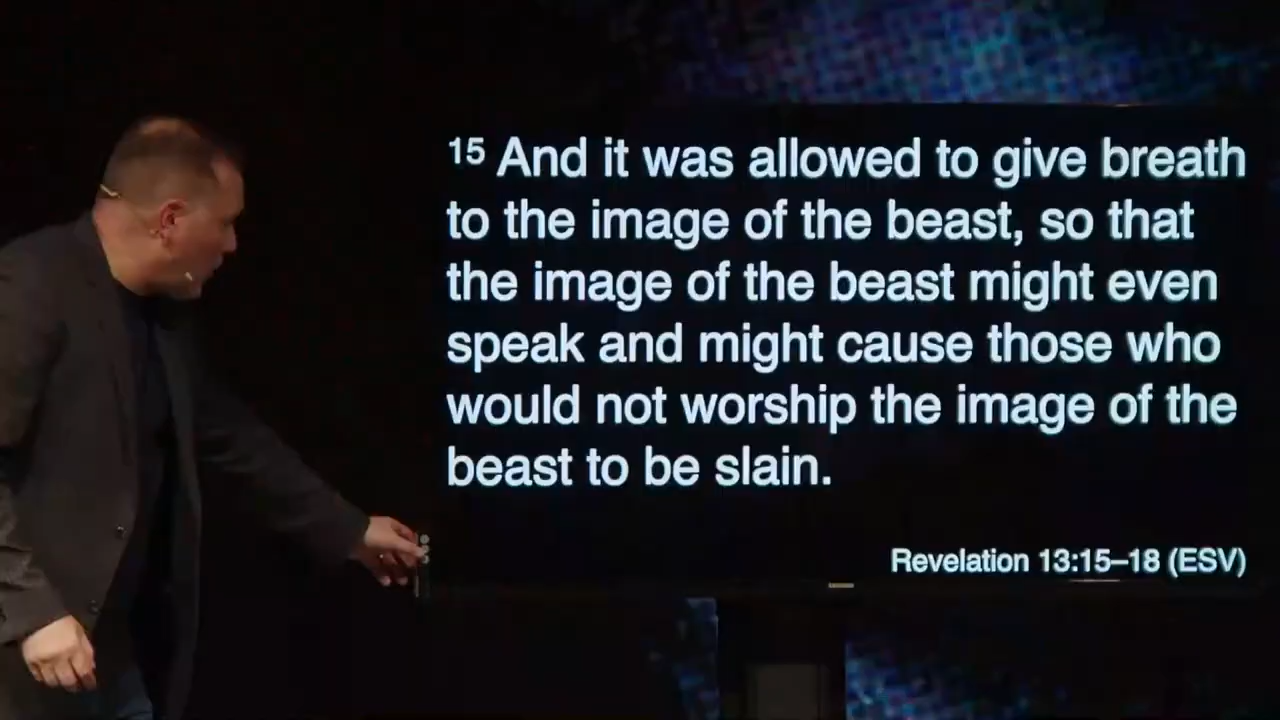 15 And it was allowed to give breath
to the image of the beast, so that
the image of the beast might even
speak and might cause those who
would not worship the image of the
beast to be slain.
Revelation 13:15–18 (ESV)